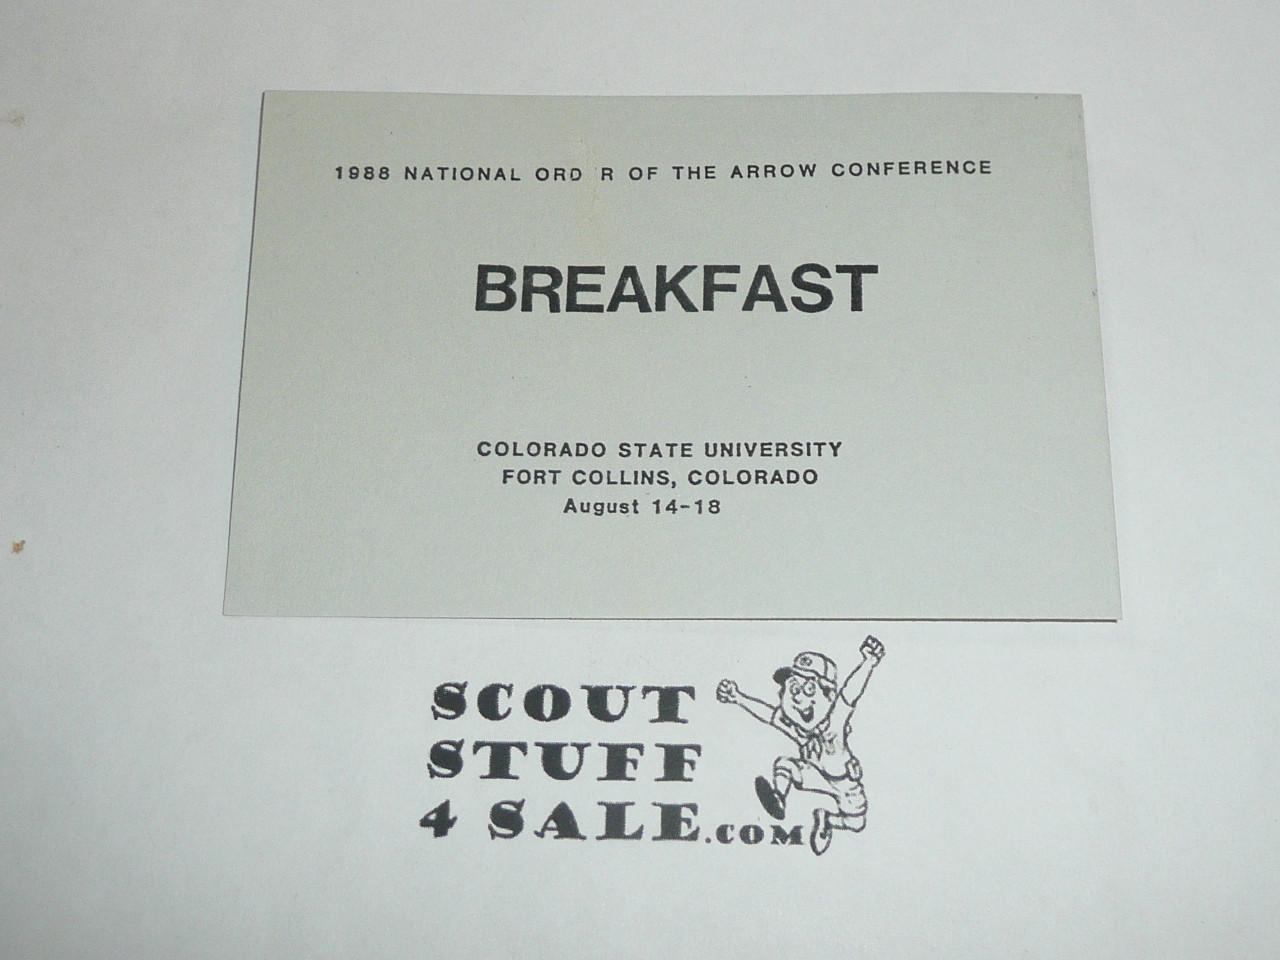 1988 NATIONAL ORD R OF THE ARROW CONFERENCE
BREAKFAST
COLORADO STATE UNIVERSITY
FORT COLLINS, COLORADO
August 14-18
SCOUT
STUFF
4 SALE.COM